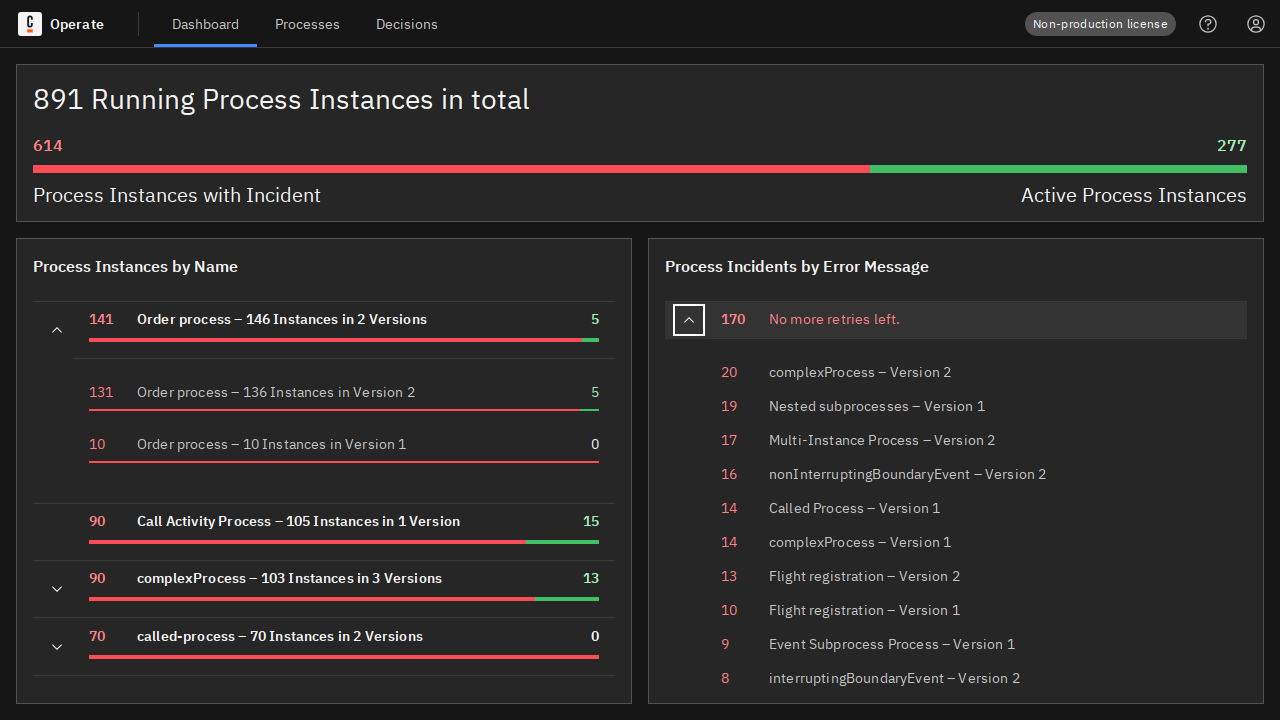 C Operate Dashboard Processes Decisions Non-production license
891 Running Process Instances in total
614 277
Process Instances with Incident Active Process Instances
Process Instances by Name
141 Order process – 146 Instances in 2 Versions 5
131 Order process – 136 Instances in Version 2 5
10 Order process – 10 Instances in Version 1 0
90 Call Activity Process – 105 Instances in 1 Version 15
90 complexProcess – 103 Instances in 3 Versions 13
70 called-process – 70 Instances in 2 Versions 0
Process Incidents by Error Message
170 No more retries left.
20 complexProcess – Version 2
19 Nested subprocesses – Version 1
17 Multi-Instance Process – Version 2
16 nonInterruptingBoundaryEvent – Version 2
14 Called Process – Version 1
14 complexProcess – Version 1
13 Flight registration – Version 2
10 Flight registration – Version 1
9 Event Subprocess Process – Version 1
8 interruptingBoundaryEvent – Version 2